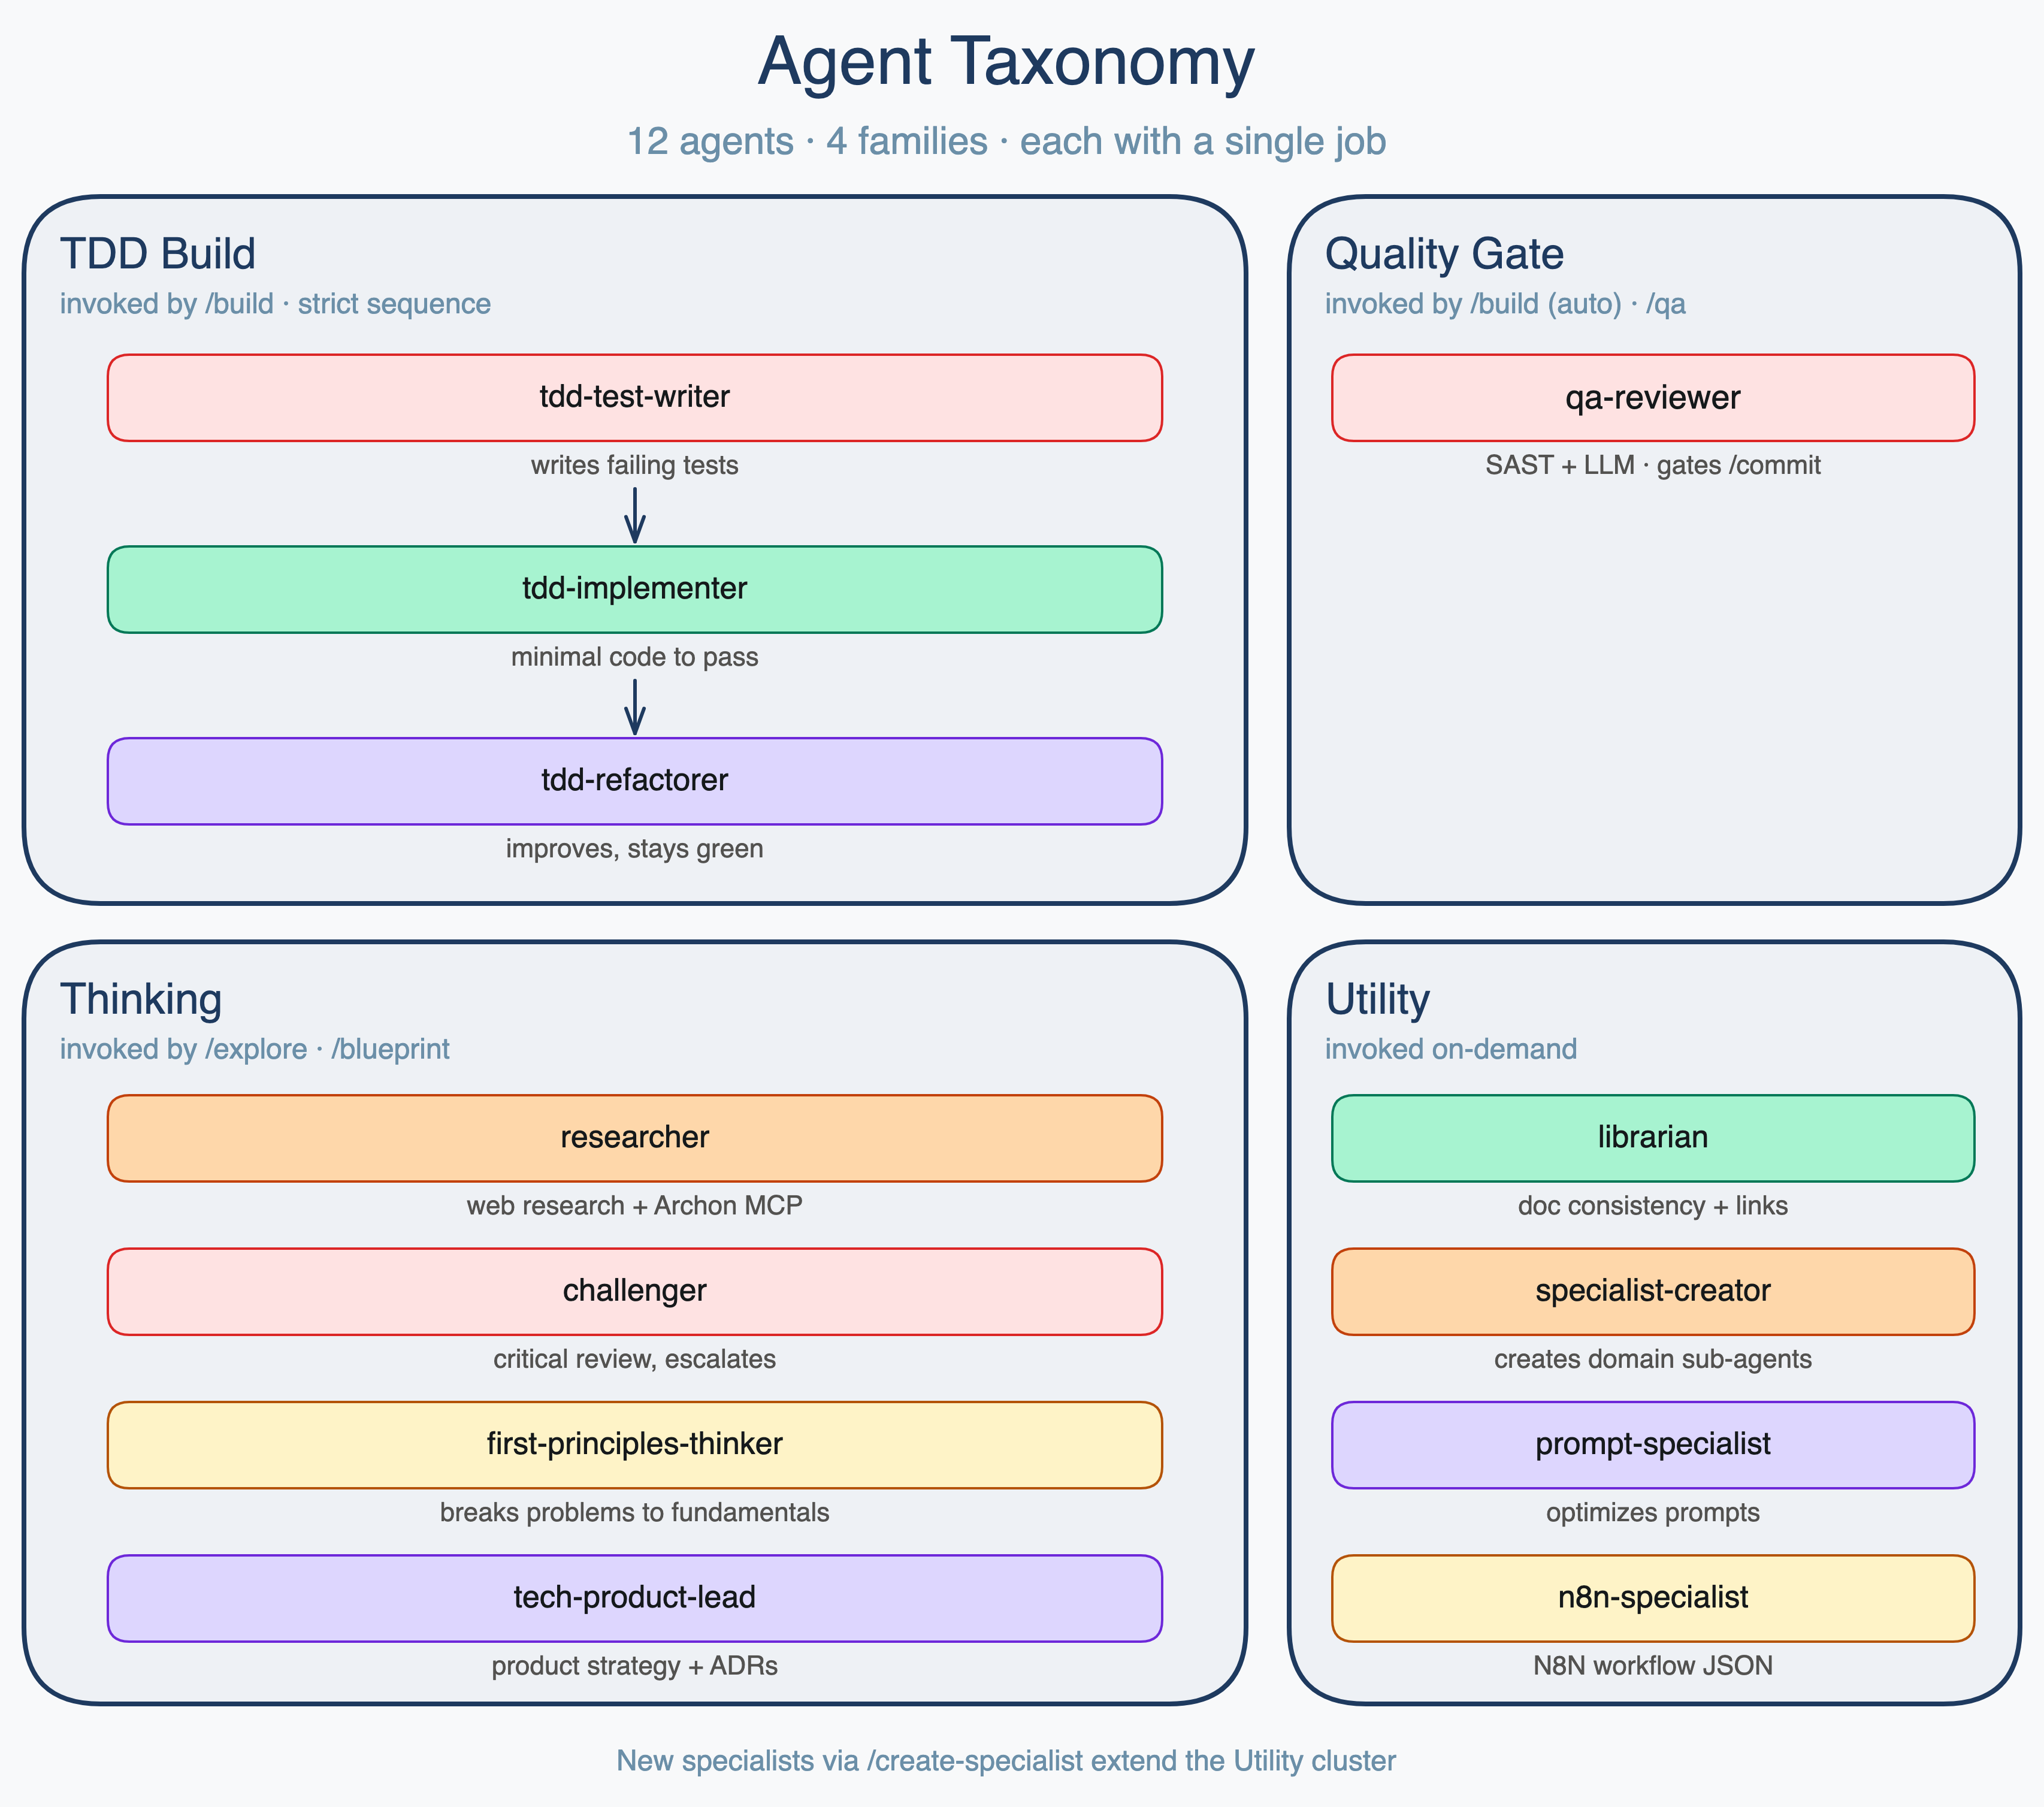 Agent Taxonomy
12 agents · 4 families · each with a single job
TDD Build
invoked by /build · strict sequence
tdd-test-writer
writes failing tests
tdd-implementer
minimal code to pass
tdd-refactorer
improves, stays green
Quality Gate
invoked by /build (auto) · /qa
qa-reviewer
SAST + LLM · gates /commit
Thinking
invoked by /explore · /blueprint
researcher
web research + Archon MCP
challenger
critical review, escalates
first-principles-thinker
breaks problems to fundamentals
tech-product-lead
product strategy + ADRs
Utility
invoked on-demand
librarian
doc consistency + links
specialist-creator
creates domain sub-agents
prompt-specialist
optimizes prompts
n8n-specialist
N8N workflow JSON
New specialists via /create-specialist extend the Utility cluster